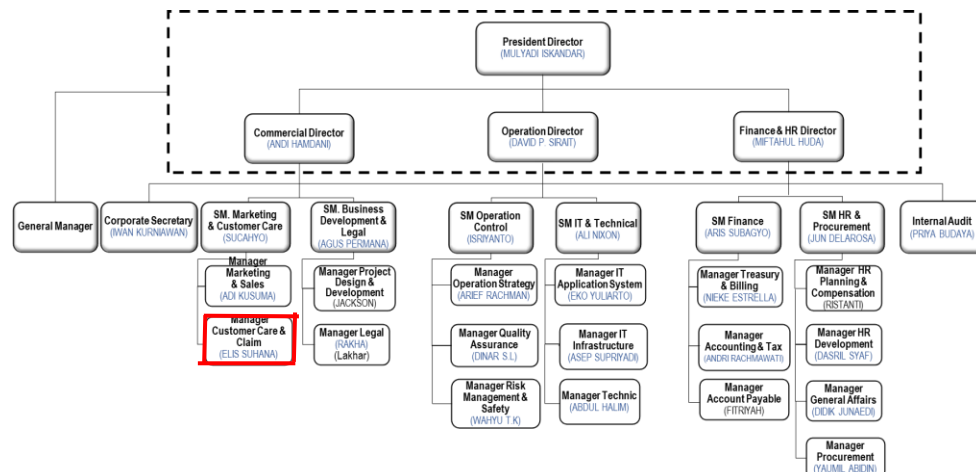 President Director
(MULYADI ISKANDAR)
Commercial Director
(ANDI HAMDANI)
Operation Director
(DAVID P. SIRAIT)
Finance & HR Director
(MIFTAHUL HUDA)
General Manager
Corporate Secretary
(IWAN KURNIAWAN)
SM. Marketing
& Customer Care
(SUCAHYO)
SM. Business
Development &
Legal
(AGUS PERMANA)
SM Operation
Control
(ISRIYANTO)
SM IT & Technical
(ALI NIXON)
SM Finance
(ARIS SUBAGYO)
SM HR &
Procurement
(JUN DELAROSA)
Internal Audit
(PRIYA BUDAYA)
Manager
Marketing
& Sales
(ADI KUSUMA)
Manager
Customer Care &
Claim
(ELIS SUHANA)
Manager Project
Design &
Development
(JACKSON)
Manager Legal
(RAKHA)
(Lakhar)
Manager
Operation Strategy
(ARIEF RACHMAN)
Manager Quality
Assurance
(DINAR S.L)
Manager Risk
Management &
Safety
(WAHYU T.K)
Manager IT
Application System
(EKO YULIARTO)
Manager IT
Infrastructure
(ASEP SUPRIYADI)
Manager Technic
(ABDUL HALIM)
Manager Treasury
& Billing
(NIEKE ESTRELLA)
Manager
Accounting & Tax
(ANDRI RACHMAWATI)
Manager
Account Payable
(FITRIYAH)
Manager HR
Planning &
Compensation
(RISTANTI)
Manager HR
Development
(DASRIL SYAF)
Manager
General Affairs
(DIDIK JUNAEDI)
Manager
Procurement
(YAUMIL ABIDIN)